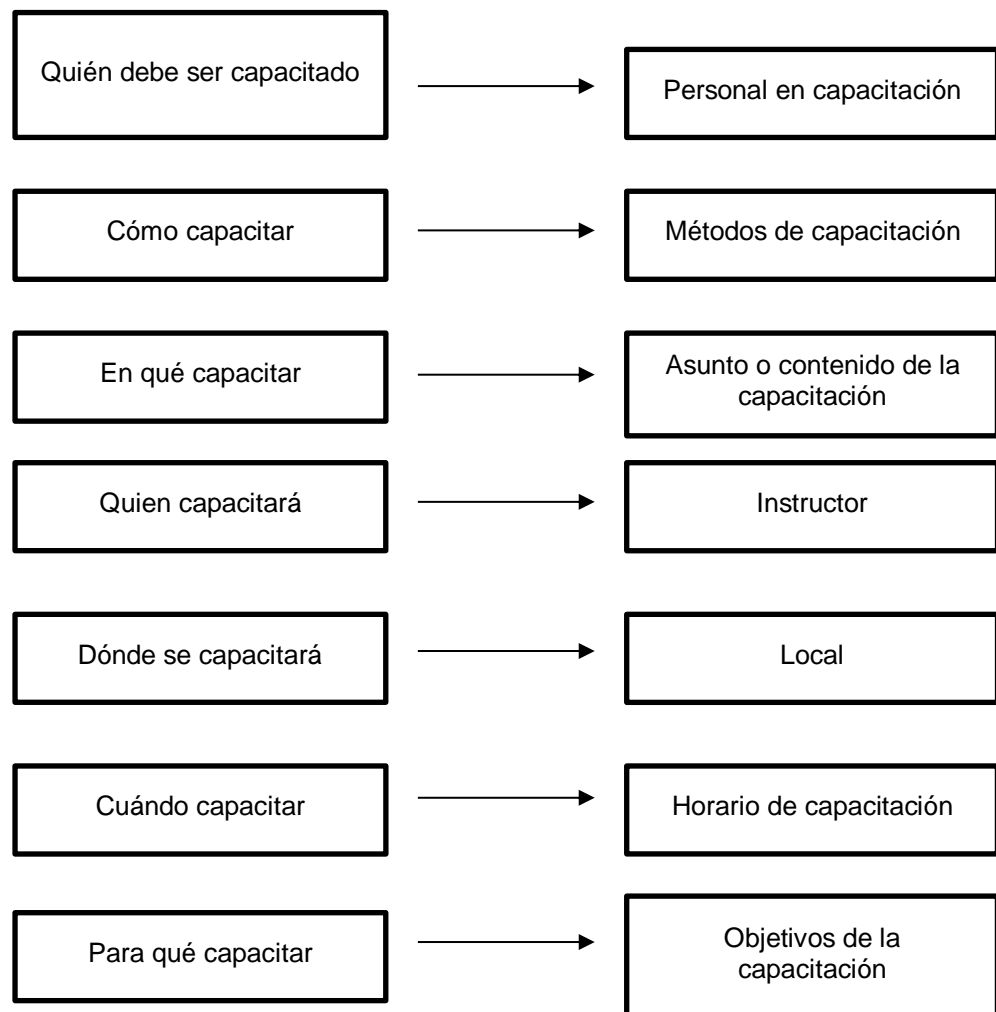 Quién debe ser capacitado
Personal en capacitación
Cómo capacitar
Métodos de capacitación
En qué capacitar
Asunto o contenido de la
capacitación
Quien capacitará
Instructor
Dónde se capacitará
Local
Cuándo capacitar
Horario de capacitación
Para qué capacitar
Objetivos de la
capacitación